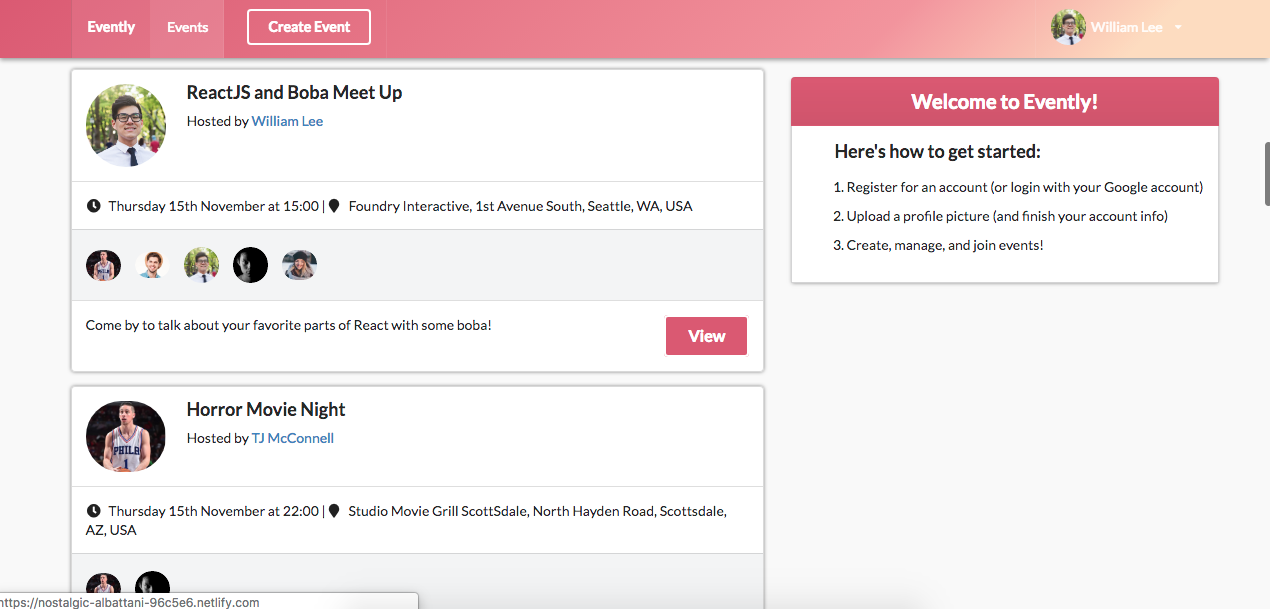 Evently
Events
Create Event
William Lee
ReactJS and Boba Meet Up
Hosted by William Lee
Thursday 15th November at 15:00 | Foundry Interactive, 1st Avenue South, Seattle, WA, USA
Come by to talk about your favorite parts of React with some boba!
View
Horror Movie Night
Hosted by TJ McConnell
PHILA
1
Thursday 15th November at 22:00 | Studio Movie Grill ScottSdale, North Hayden Road, Scottsdale,
AZ, USA
Welcome to Evently!
Here's how to get started:
1. Register for an account (or login with your Google account)
2. Upload a profile picture (and finish your account info)
3. Create, manage, and join events!
https://nostalgic-albattani-96c5e6.netlify.com